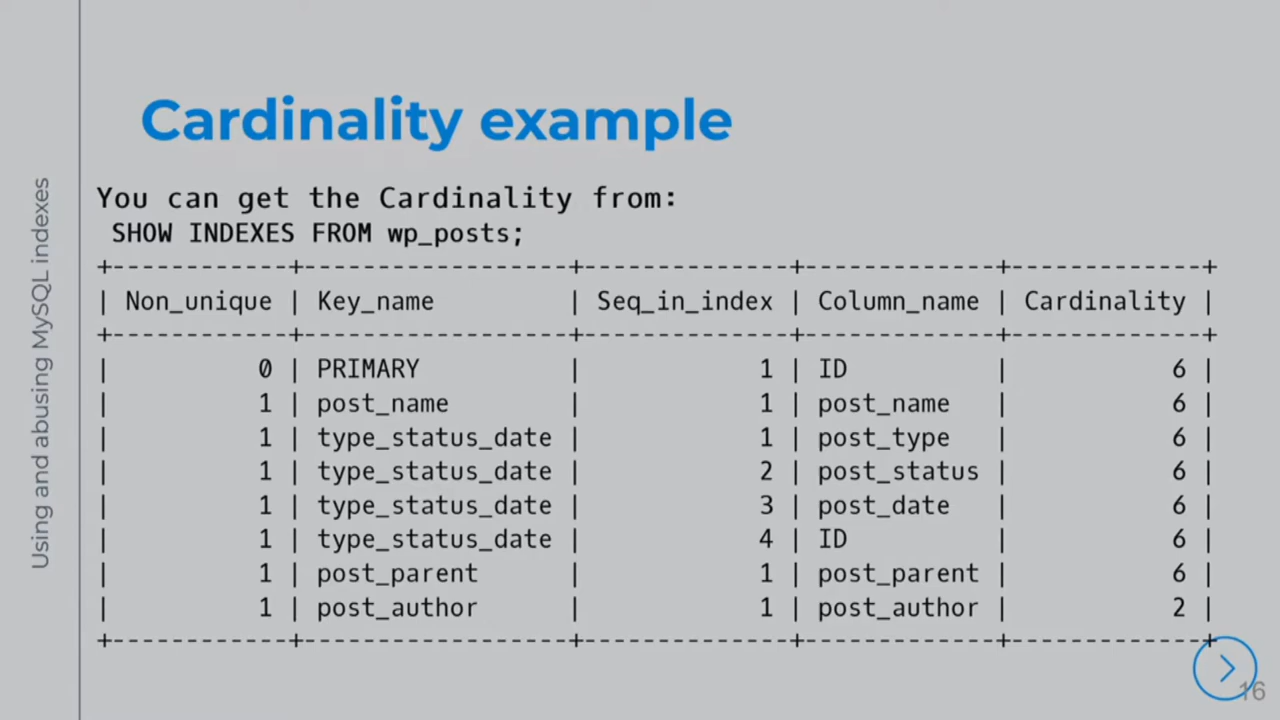 Using and abusing MySQL indexes
Cardinality example
You can get the Cardinality from:
SHOW INDEXES FROM wp_posts;
+-------------+------------------+--------------+-------------+-------------+
| Non_unique | Key_name | Seq_in_index | Column_name | Cardinality |
+-------------+------------------+--------------+-------------+-------------+
| 0 | PRIMARY | 1 | ID | 6 |
| 1 | post_name | 1 | post_name | 6 |
| 1 | type_status_date | 1 | post_type | 6 |
| 1 | type_status_date | 2 | post_status | 6 |
| 1 | type_status_date | 3 | post_date | 6 |
| 1 | type_status_date | 4 | ID | 6 |
| 1 | post_parent | 1 | post_parent | 6 |
| 1 | post_author | 1 | post_author | 2 |
+-------------+------------------+--------------+-------------+-------------+
16